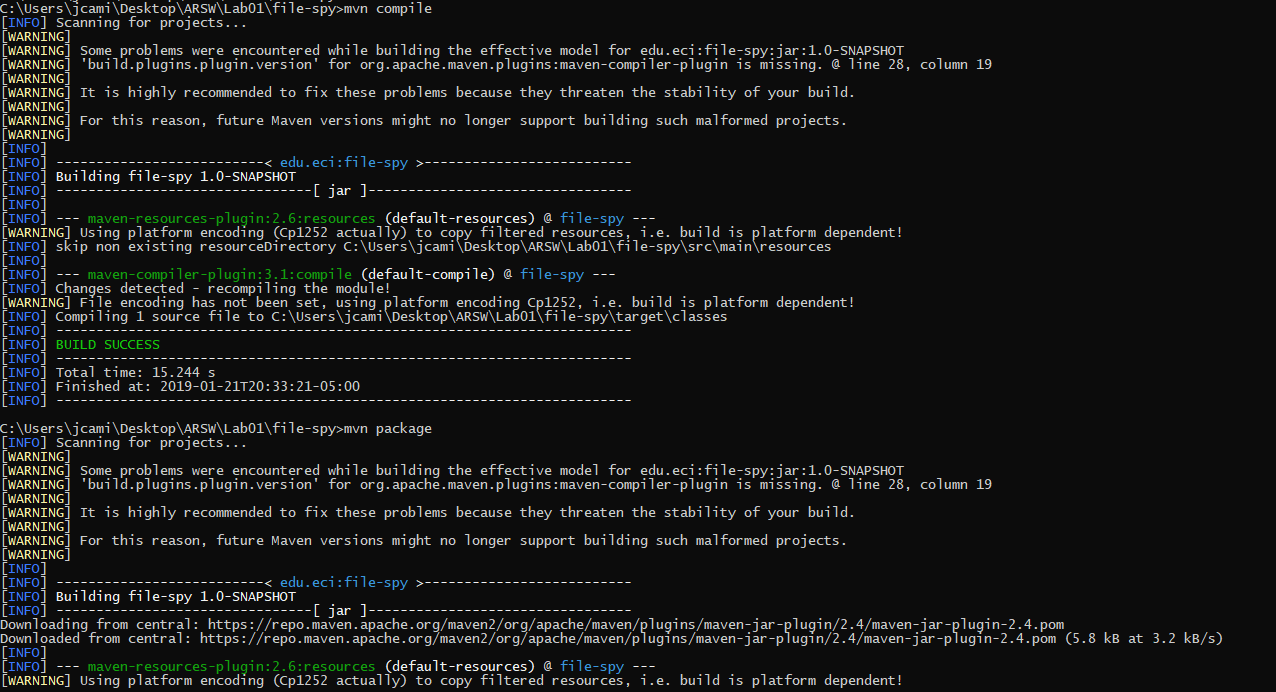 C:\Users\jcami\Desktop\ARSW\Lab01\file-spy>mvn compile
[INFO] Scanning for projects...
[WARNING]
[WARNING] Some problems were encountered while building the effective model for edu.eci:file-spy:jar:1.0-SNAPSHOT
[WARNING] 'build.plugins.plugin.version' for org.apache.maven.plugins:maven-compiler-plugin is missing. @ line 28, column 19
[WARNING]
[WARNING] It is highly recommended to fix these problems because they threaten the stability of your build.
[WARNING]
[WARNING] For this reason, future Maven versions might no longer support building such malformed projects.
[WARNING]
[INFO]
[INFO] --------------------------< edu.eci:file-spy >--------------------------
[INFO] Building file-spy 1.0-SNAPSHOT
[INFO] --------------------------------[ jar ]---------------------------------
[INFO]
[INFO] --- maven-resources-plugin:2.6:resources (default-resources) @ file-spy ---
[WARNING] Using platform encoding (Cp1252 actually) to copy filtered resources, i.e. build is platform dependent!
[INFO] skip non existing resourceDirectory C:\Users\jcami\Desktop\ARSW\Lab01\file-spy\src\main\resources
[INFO]
[INFO] --- maven-compiler-plugin:3.1:compile (default-compile) @ file-spy ---
[INFO] Changes detected - recompiling the module!
[WARNING] File encoding has not been set, using platform encoding Cp1252, i.e. build is platform dependent!
[INFO] Compiling 1 source file to C:\Users\jcami\Desktop\ARSW\Lab01\file-spy\target\classes
[INFO] ------------------------------------------------------------------------
[INFO] BUILD SUCCESS
[INFO] ------------------------------------------------------------------------
[INFO] Total time: 15.244 s
[INFO] Finished at: 2019-01-21T20:33:21-05:00
[INFO] ------------------------------------------------------------------------
C:\Users\jcami\Desktop\ARSW\Lab01\file-spy>mvn package
[INFO] Scanning for projects...
[WARNING]
[WARNING] Some problems were encountered while building the effective model for edu.eci:file-spy:jar:1.0-SNAPSHOT
[WARNING] 'build.plugins.plugin.version' for org.apache.maven.plugins:maven-compiler-plugin is missing. @ line 28, column 19
[WARNING]
[WARNING] It is highly recommended to fix these problems because they threaten the stability of your build.
[WARNING]
[WARNING] For this reason, future Maven versions might no longer support building such malformed projects.
[WARNING]
[INFO]
[INFO] --------------------------< edu.eci:file-spy >--------------------------
[INFO] Building file-spy 1.0-SNAPSHOT
[INFO] --------------------------------[ jar ]---------------------------------
Downloading from central: https://repo.maven.apache.org/maven2/org/apache/maven/plugins/maven-jar-plugin/2.4/maven-jar-plugin-2.4.pom
Downloaded from central: https://repo.maven.apache.org/maven2/org/apache/maven/plugins/maven-jar-plugin/2.4/maven-jar-plugin-2.4.pom (5.8 kB at 3.2 kB/s)
[INFO]
[INFO] --- maven-resources-plugin:2.6:resources (default-resources) @ file-spy ---
[WARNING] Using platform encoding (Cp1252 actually) to copy filtered resources, i.e. build is platform dependent!